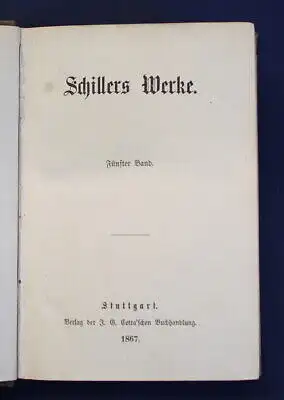 Schillers Werke.
Fünfter Band.
Stuttgart.
Verlag der J. G. Cotta'schen Buchhandlung.
1867.